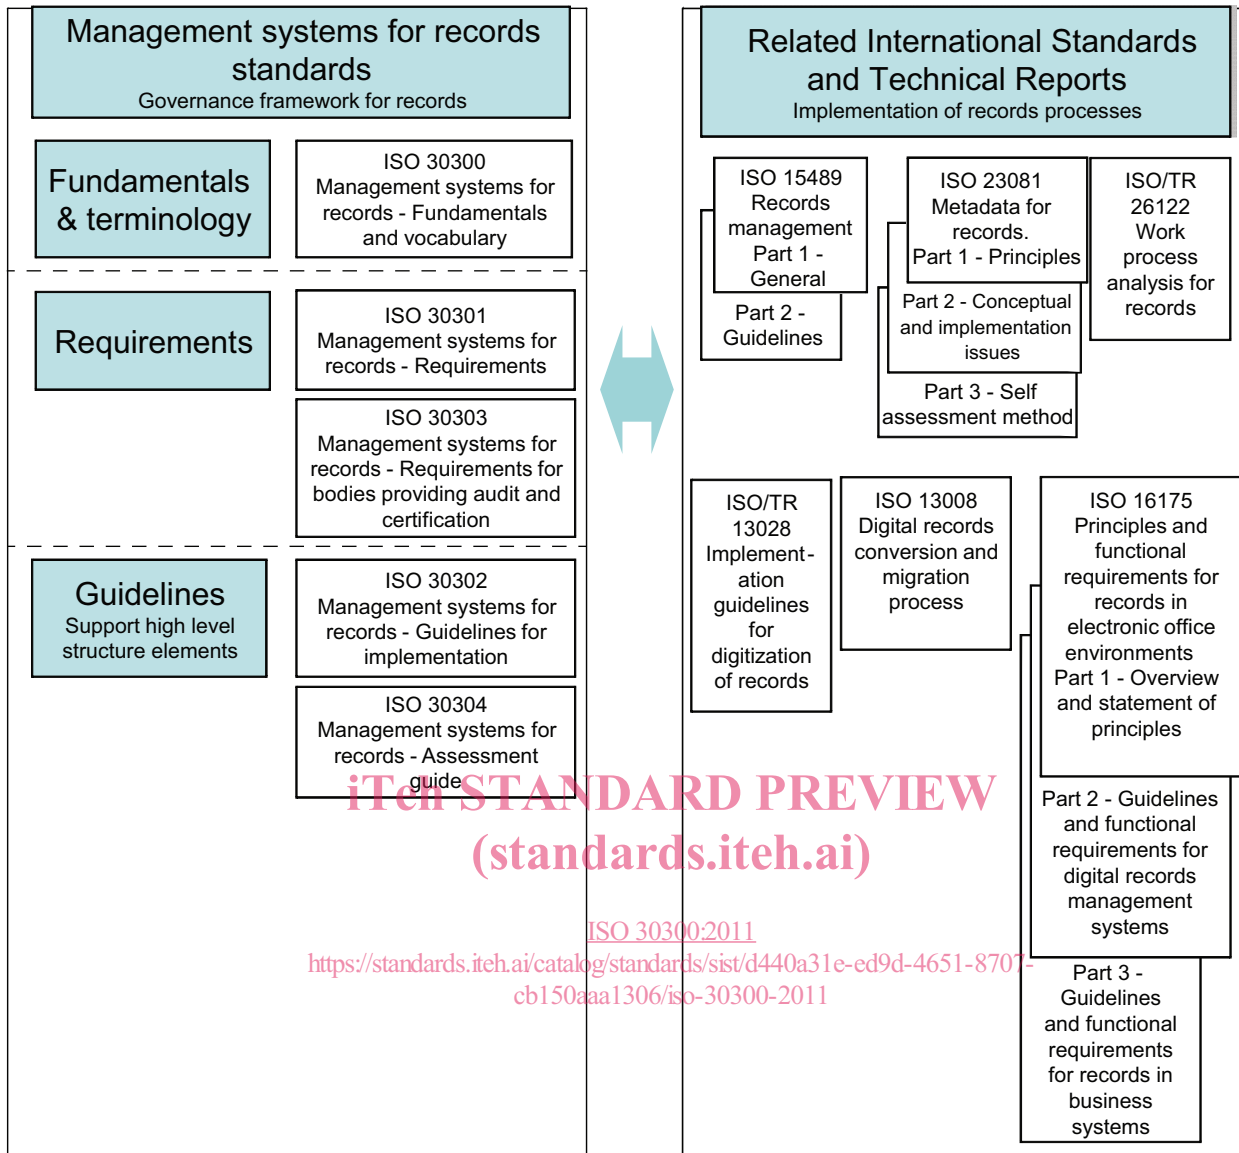 Management systems for records
standards
Governance framework for records
Fundamentals
& terminology
ISO 30300
Management systems for
records - Fundamentals
and vocabulary
Requirements
ISO 30301
Management systems for
records - Requirements
ISO 30303
Management systems for
records - Requirements for
bodies providing audit and
certification
Guidelines
Support high level
structure elements
ISO 30302
Management systems for
records - Guidelines for
implementation
ISO 30304
Management systems for
records - Assessment
guide
Related International Standards
and Technical Reports
Implementation of records processes
ISO 15489
Records
management
Part 1 -
General
Part 2 -
Guidelines
ISO 23081
Metadata for
records.
Part 1 - Principles
Part 2 - Conceptual
and implementation
issues
Part 3 - Self
assessment method
ISO/TR
26122
Work
process
analysis for
records
ISO/TR
13028
Implement-
ation
guidelines
for
digitization
of records
ISO 13008
Digital records
conversion and
migration
process
ISO 16175
Principles and
functional
requirements for
records in
electronic office
environments
Part 1 - Overview
and statement of
principles
Part 2 - Guidelines
and functional
requirements for
digital records
management
systems
Part 3 -
Guidelines
and functional
requirements
for records in
business
systems
iTeh STANDARD PREVIEW
(standards.iteh.ai)
ISO 30300:2011
https://standards.iteh.ai/catalog/standards/sist/d440a31e-ed9d-4651-8707-
cb150aaa1306/iso-30300-2011